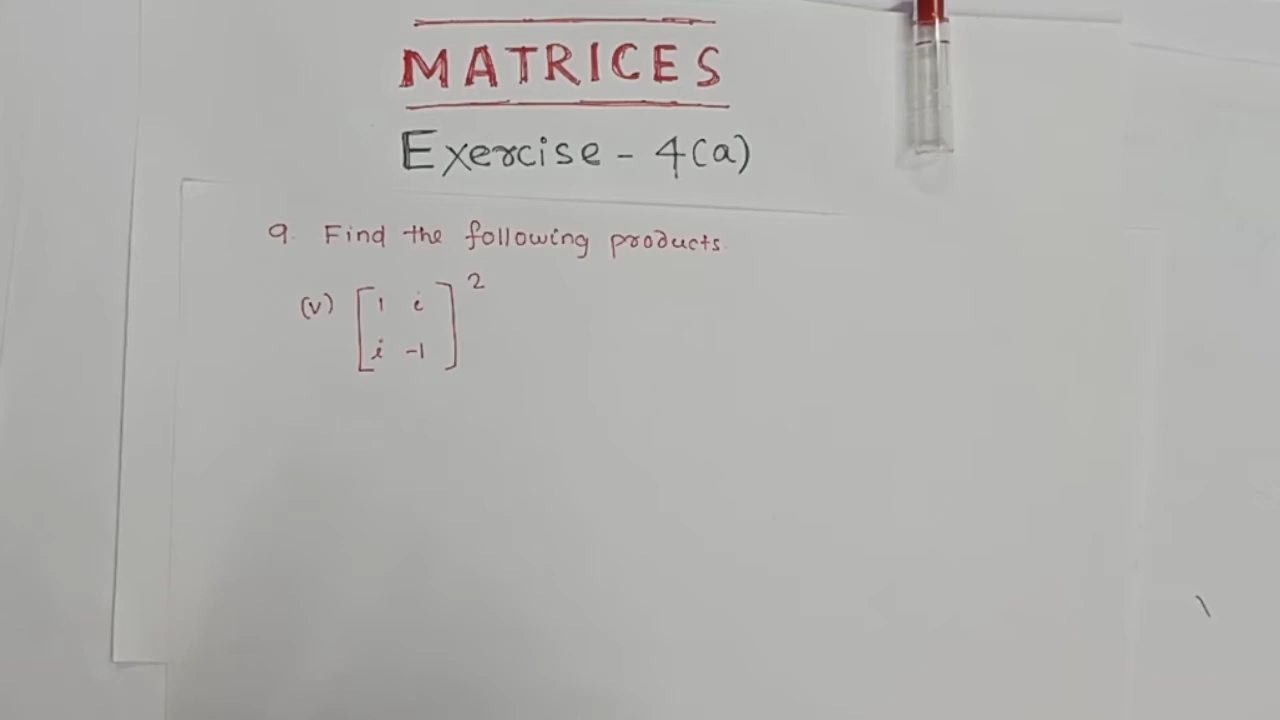 MATRICES
Exercise - 4(a)
9. Find the following products.
(v) [1 i
i -1]²